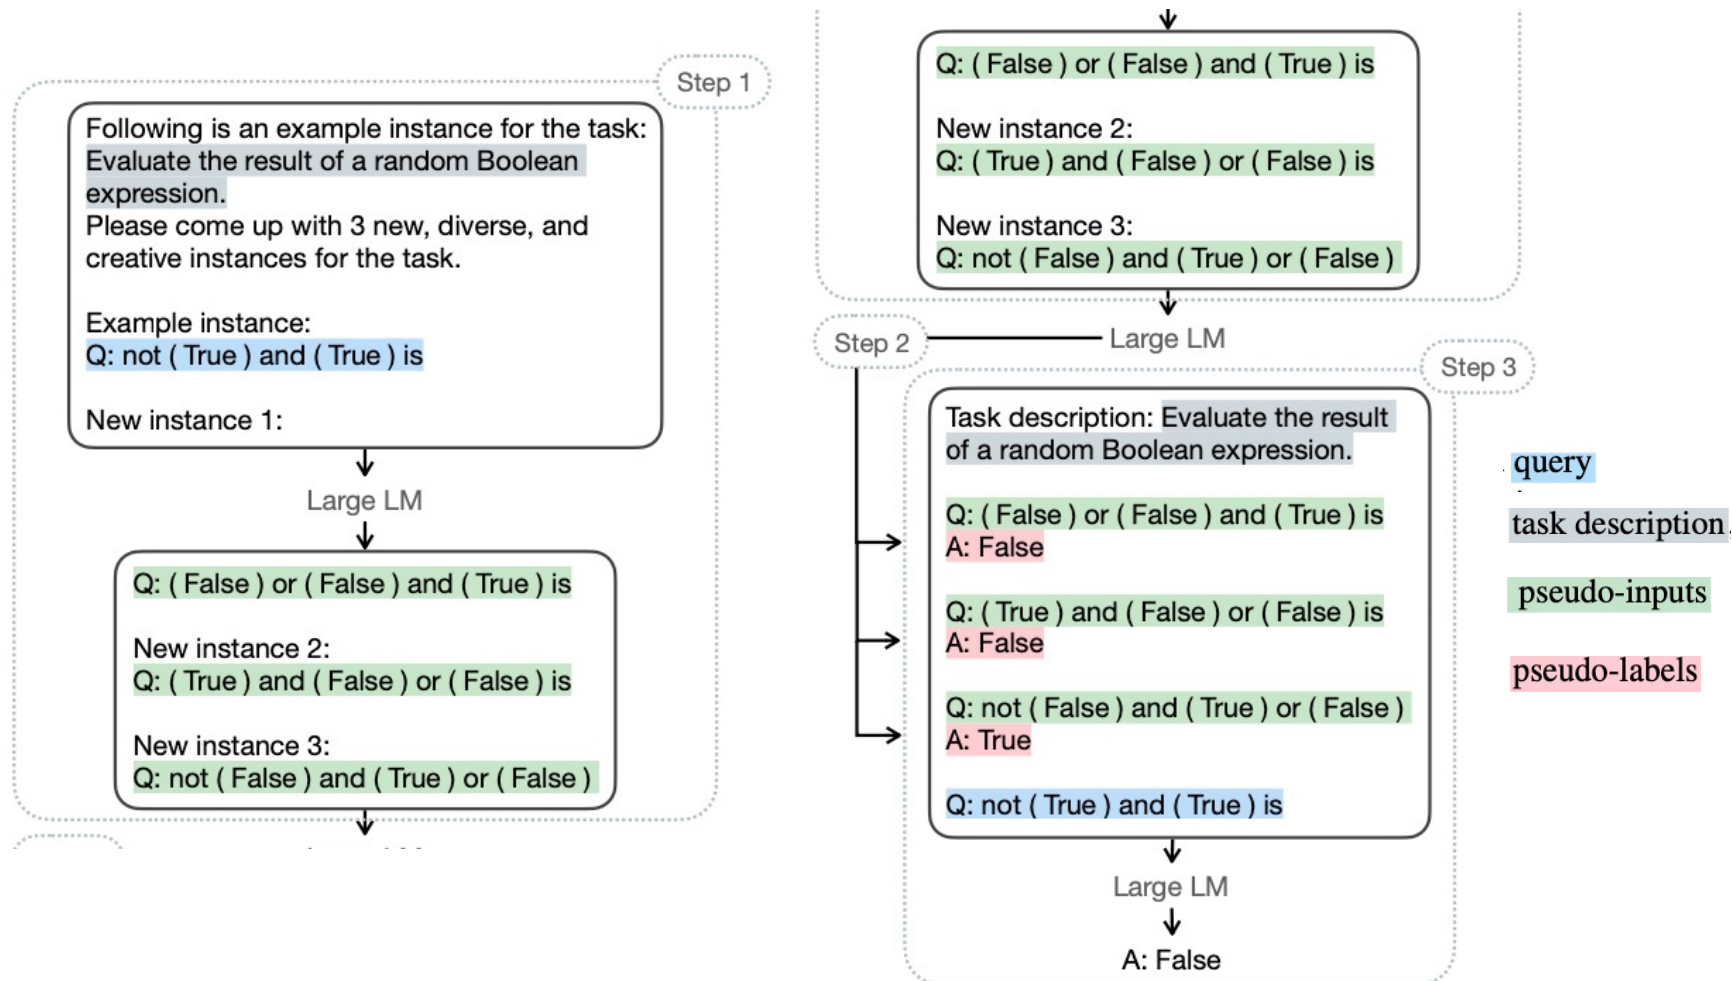 Step 1
Following is an example instance for the task:
Evaluate the result of a random Boolean
expression.
Please come up with 3 new, diverse, and
creative instances for the task.
Example instance:
Q: not ( True ) and ( True ) is
New instance 1:
Large LM
Q: ( False ) or ( False ) and ( True ) is
New instance 2:
Q: ( True ) and ( False ) or ( False ) is
New instance 3:
Q: not ( False ) and ( True ) or ( False )
Q: ( False ) or ( False ) and ( True ) is
New instance 2:
Q: ( True ) and ( False ) or ( False ) is
New instance 3:
Q: not ( False ) and ( True ) or ( False )
Step 2
Large LM
Step 3
Task description: Evaluate the result
of a random Boolean expression.
Q: ( False ) or ( False ) and ( True ) is
A: False
Q: ( True ) and ( False ) or ( False ) is
A: False
Q: not ( False ) and ( True ) or ( False )
A: True
Q: not ( True ) and ( True ) is
Large LM
A: False
query
task description,
pseudo-inputs
pseudo-labels